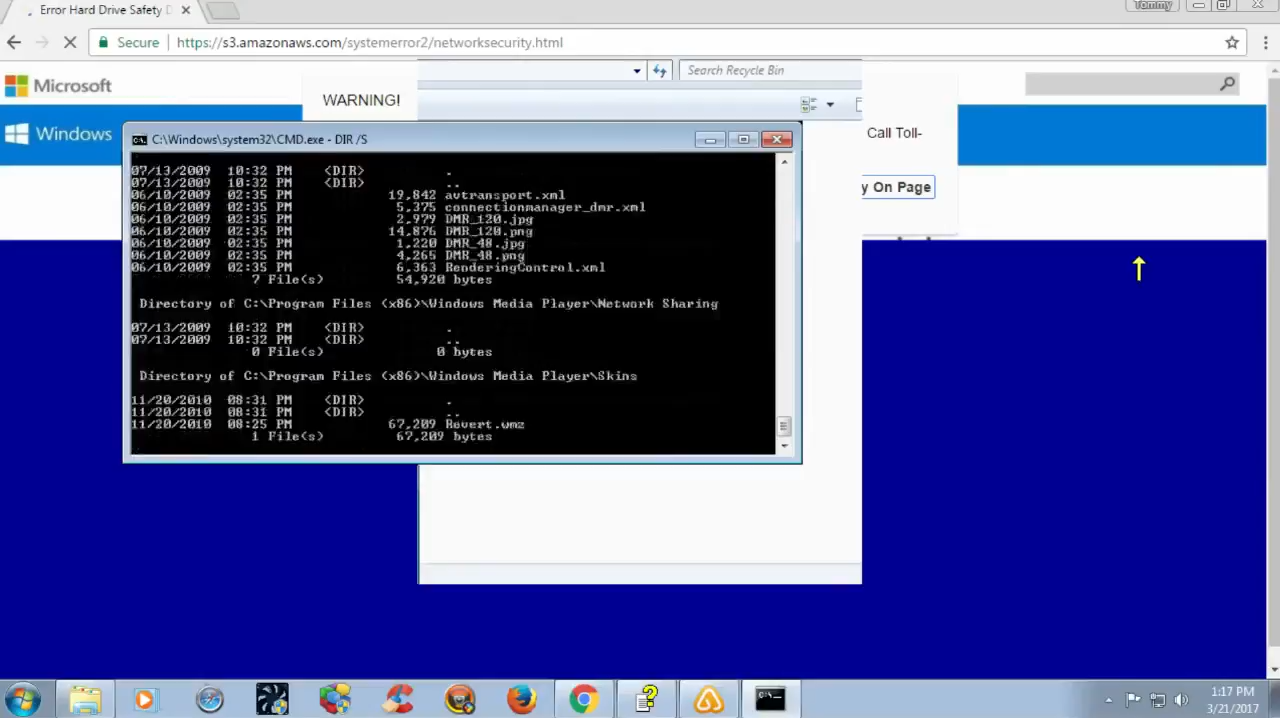 Error Hard Drive Safety D
Tommy
Secure
https://s3.amazonaws.com/systemerror2/networksecurity.html
Microsoft
Windows
WARNING!
Search Recycle Bin
Call Toll-
y On Page
C:\Windows\system32\CMD.exe - DIR /S
07/13/2009 10:32 PM <DIR> .
07/13/2009 10:32 PM <DIR> ..
06/10/2009 02:35 PM 19,842 avtransport.xml
06/10/2009 02:35 PM 5,375 connectionmanager_dmr.xml
06/10/2009 02:35 PM 2,979 DMR_120.jpg
06/10/2009 02:35 PM 14,876 DMR_120.png
06/10/2009 02:35 PM 1,220 DMR_48.jpg
06/10/2009 02:35 PM 4,265 DMR_48.png
06/10/2009 02:35 PM 6,363 RenderingControl.xml
7 File(s) 54,920 bytes
Directory of C:\Program Files (x86)\Windows Media Player\Network Sharing
07/13/2009 10:32 PM <DIR> .
07/13/2009 10:32 PM <DIR> ..
0 File(s) 0 bytes
Directory of C:\Program Files (x86)\Windows Media Player\Skins
11/20/2010 08:31 PM <DIR> .
11/20/2010 08:31 PM <DIR> ..
11/20/2010 08:25 PM 67,209 Revert.wmz
1 File(s) 67,209 bytes
1:17 PM
3/21/2017